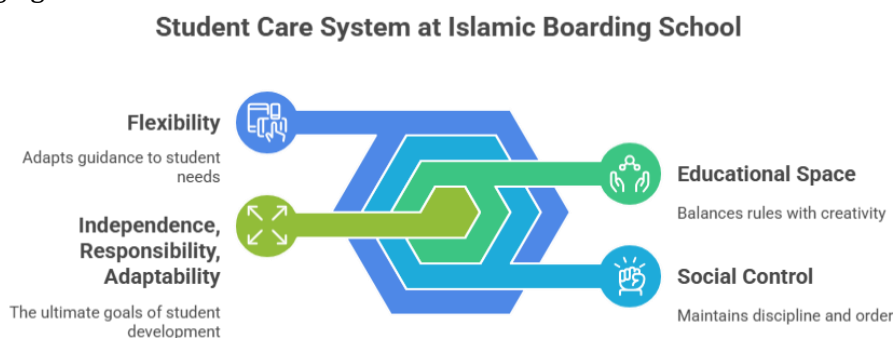 Student Care System at Islamic Boarding School
Flexibility
Adapts guidance to student
needs
Independence,
Responsibility,
Adaptability
The ultimate goals of student
development
Educational Space
Balances rules with creativity
Social Control
Maintains discipline and order